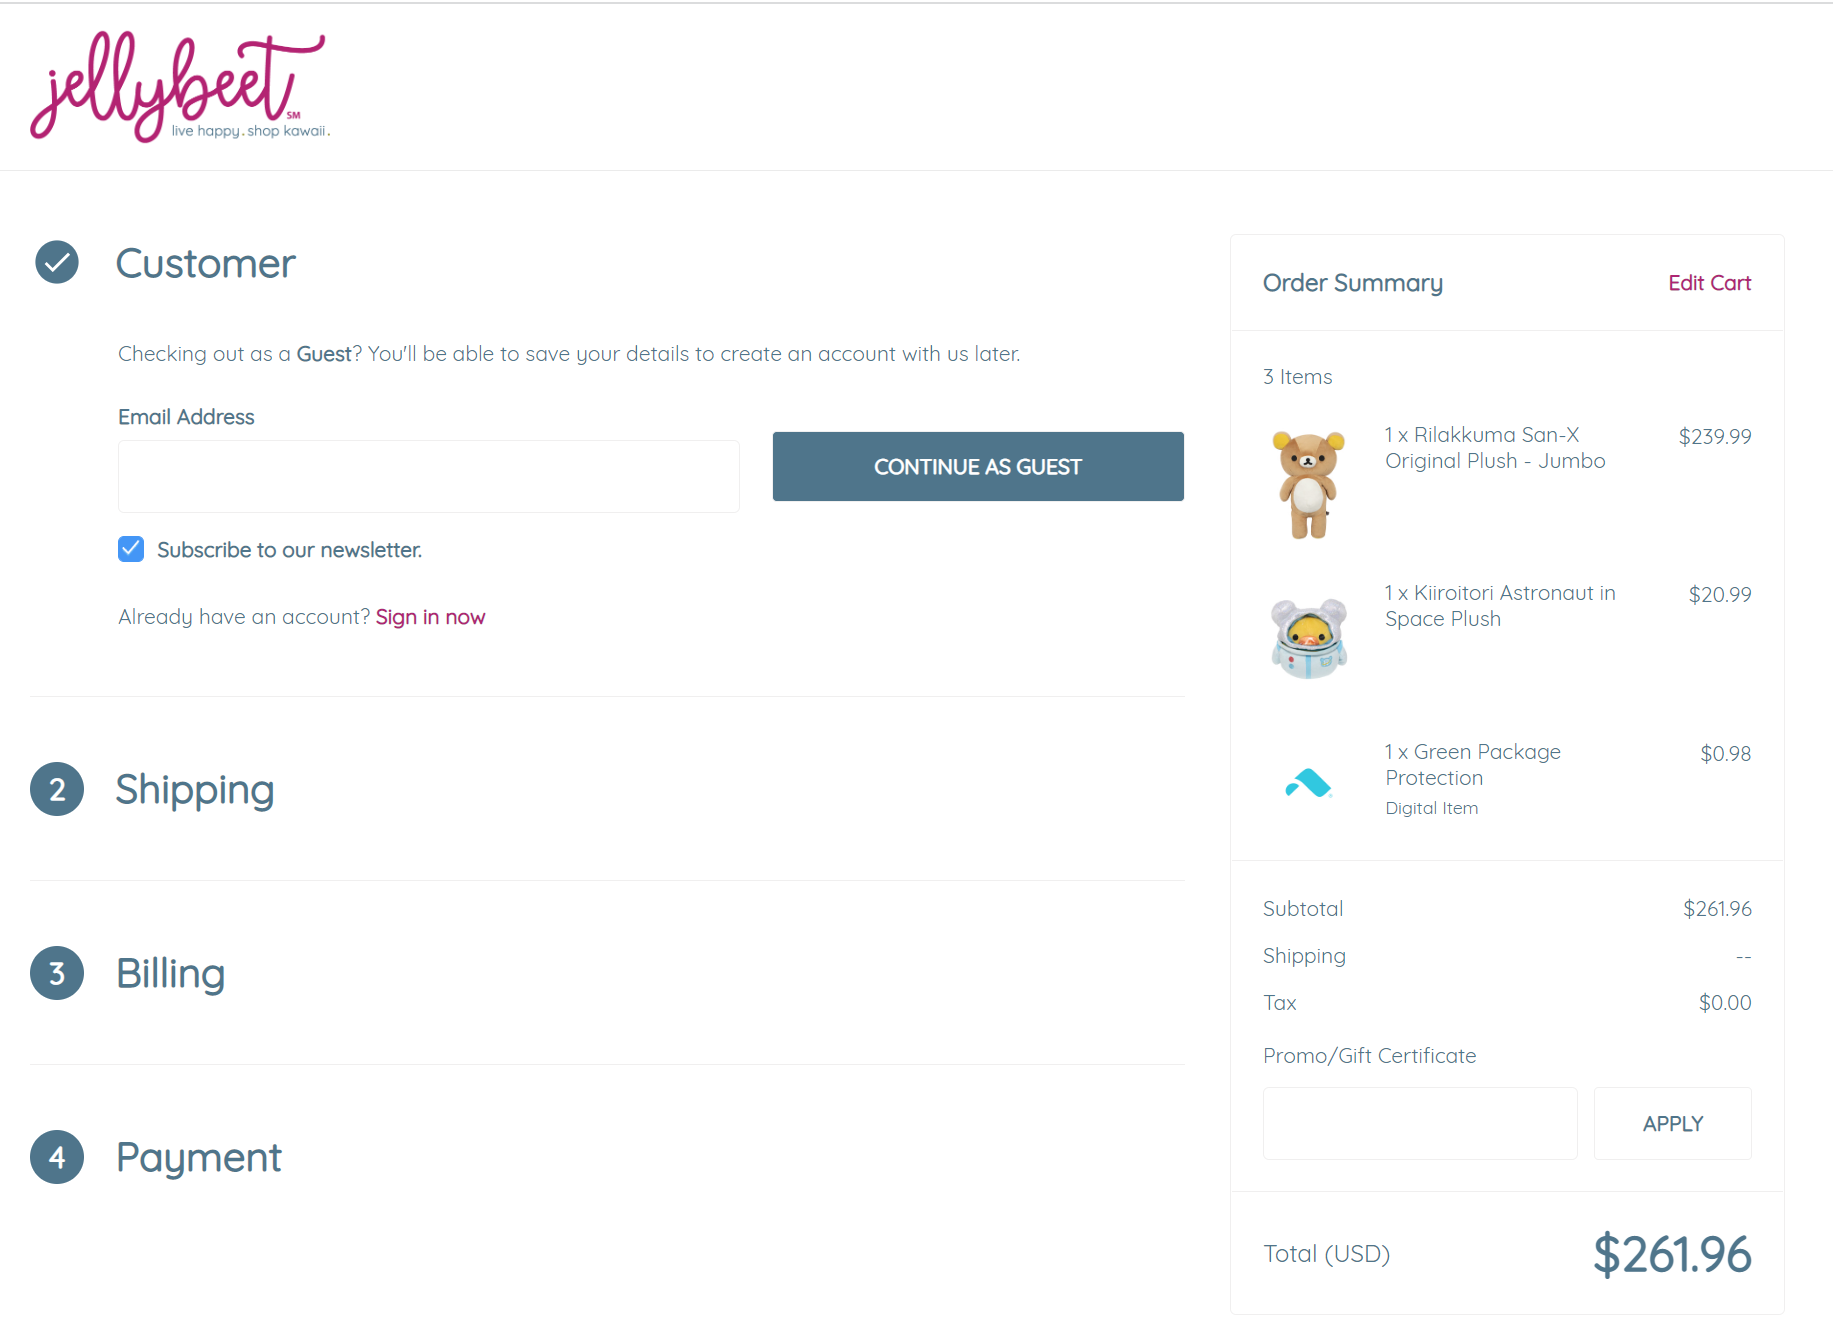 jellybeet
SM
live happy. shop kawaii.
Customer
Checking out as a Guest? You'll be able to save your details to create an account with us later.
Email Address
CONTINUE AS GUEST
Subscribe to our newsletter.
Already have an account? Sign in now
2 Shipping
3 Billing
4 Payment
Order Summary Edit Cart
3 Items
1 x Rilakkuma San-X $239.99
Original Plush - Jumbo
1 x Kiiroitori Astronaut in $20.99
Space Plush
1 x Green Package $0.98
Protection
Digital Item
Subtotal $261.96
Shipping --
Tax $0.00
Promo/Gift Certificate
APPLY
Total (USD) $261.96